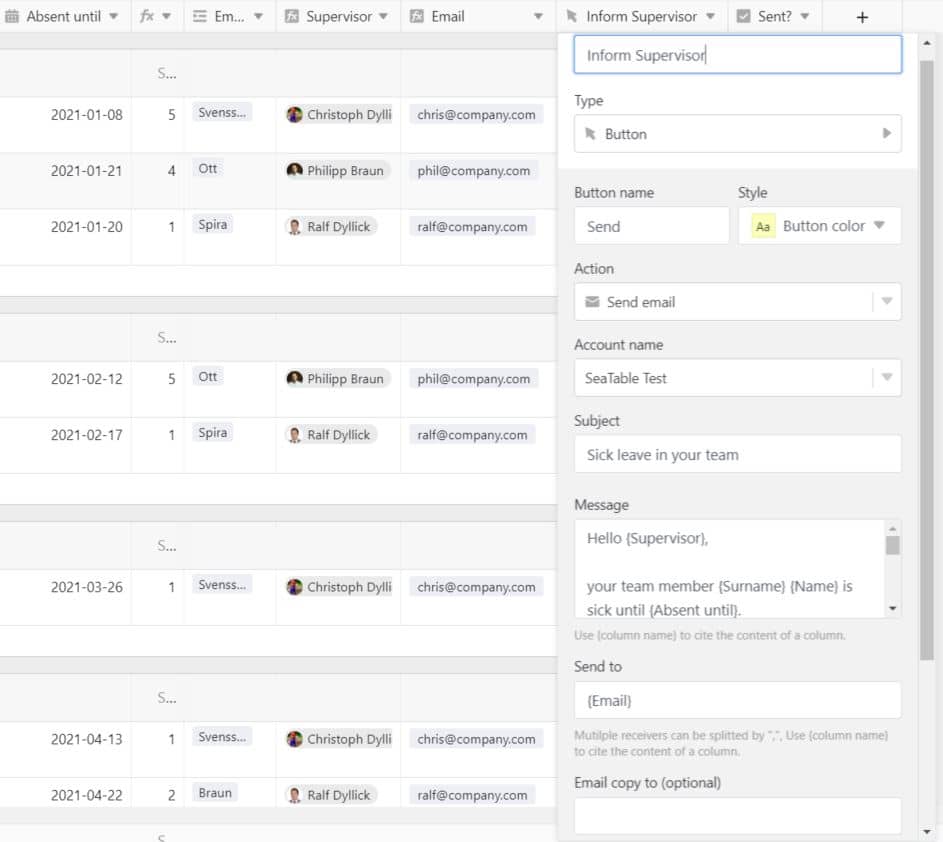 Absent until fx Em... Supervisor Email Inform Supervisor Sent? +
Inform Supervisor
S...
Type
2021-01-08 5 Svenss... Christoph Dylli chris@company.com
Button
2021-01-21 4 Ott Philipp Braun phil@company.com
Button name Style
2021-01-20 1 Spira Ralf Dyllick ralf@company.com
Send Aa Button color
Action
Send email
S...
Account name
2021-02-12 5 Ott Philipp Braun phil@company.com
SeaTable Test
Subject
2021-02-17 1 Spira Ralf Dyllick ralf@company.com
Sick leave in your team
Message
Hello {Supervisor},
S...
your team member {Surname} {Name} is
2021-03-26 1 Svenss... Christoph Dylli chris@company.com
sick until {Absent until}.
Use {column name} to cite the content of a column.
Send to
S...
{Email}
2021-04-13 1 Svenss... Christoph Dylli chris@company.com
Mutilple receivers can be splitted by ",", Use {column name}
to cite the content of a column.
Email copy to (optional)
2021-04-22 2 Braun Ralf Dyllick ralf@company.com